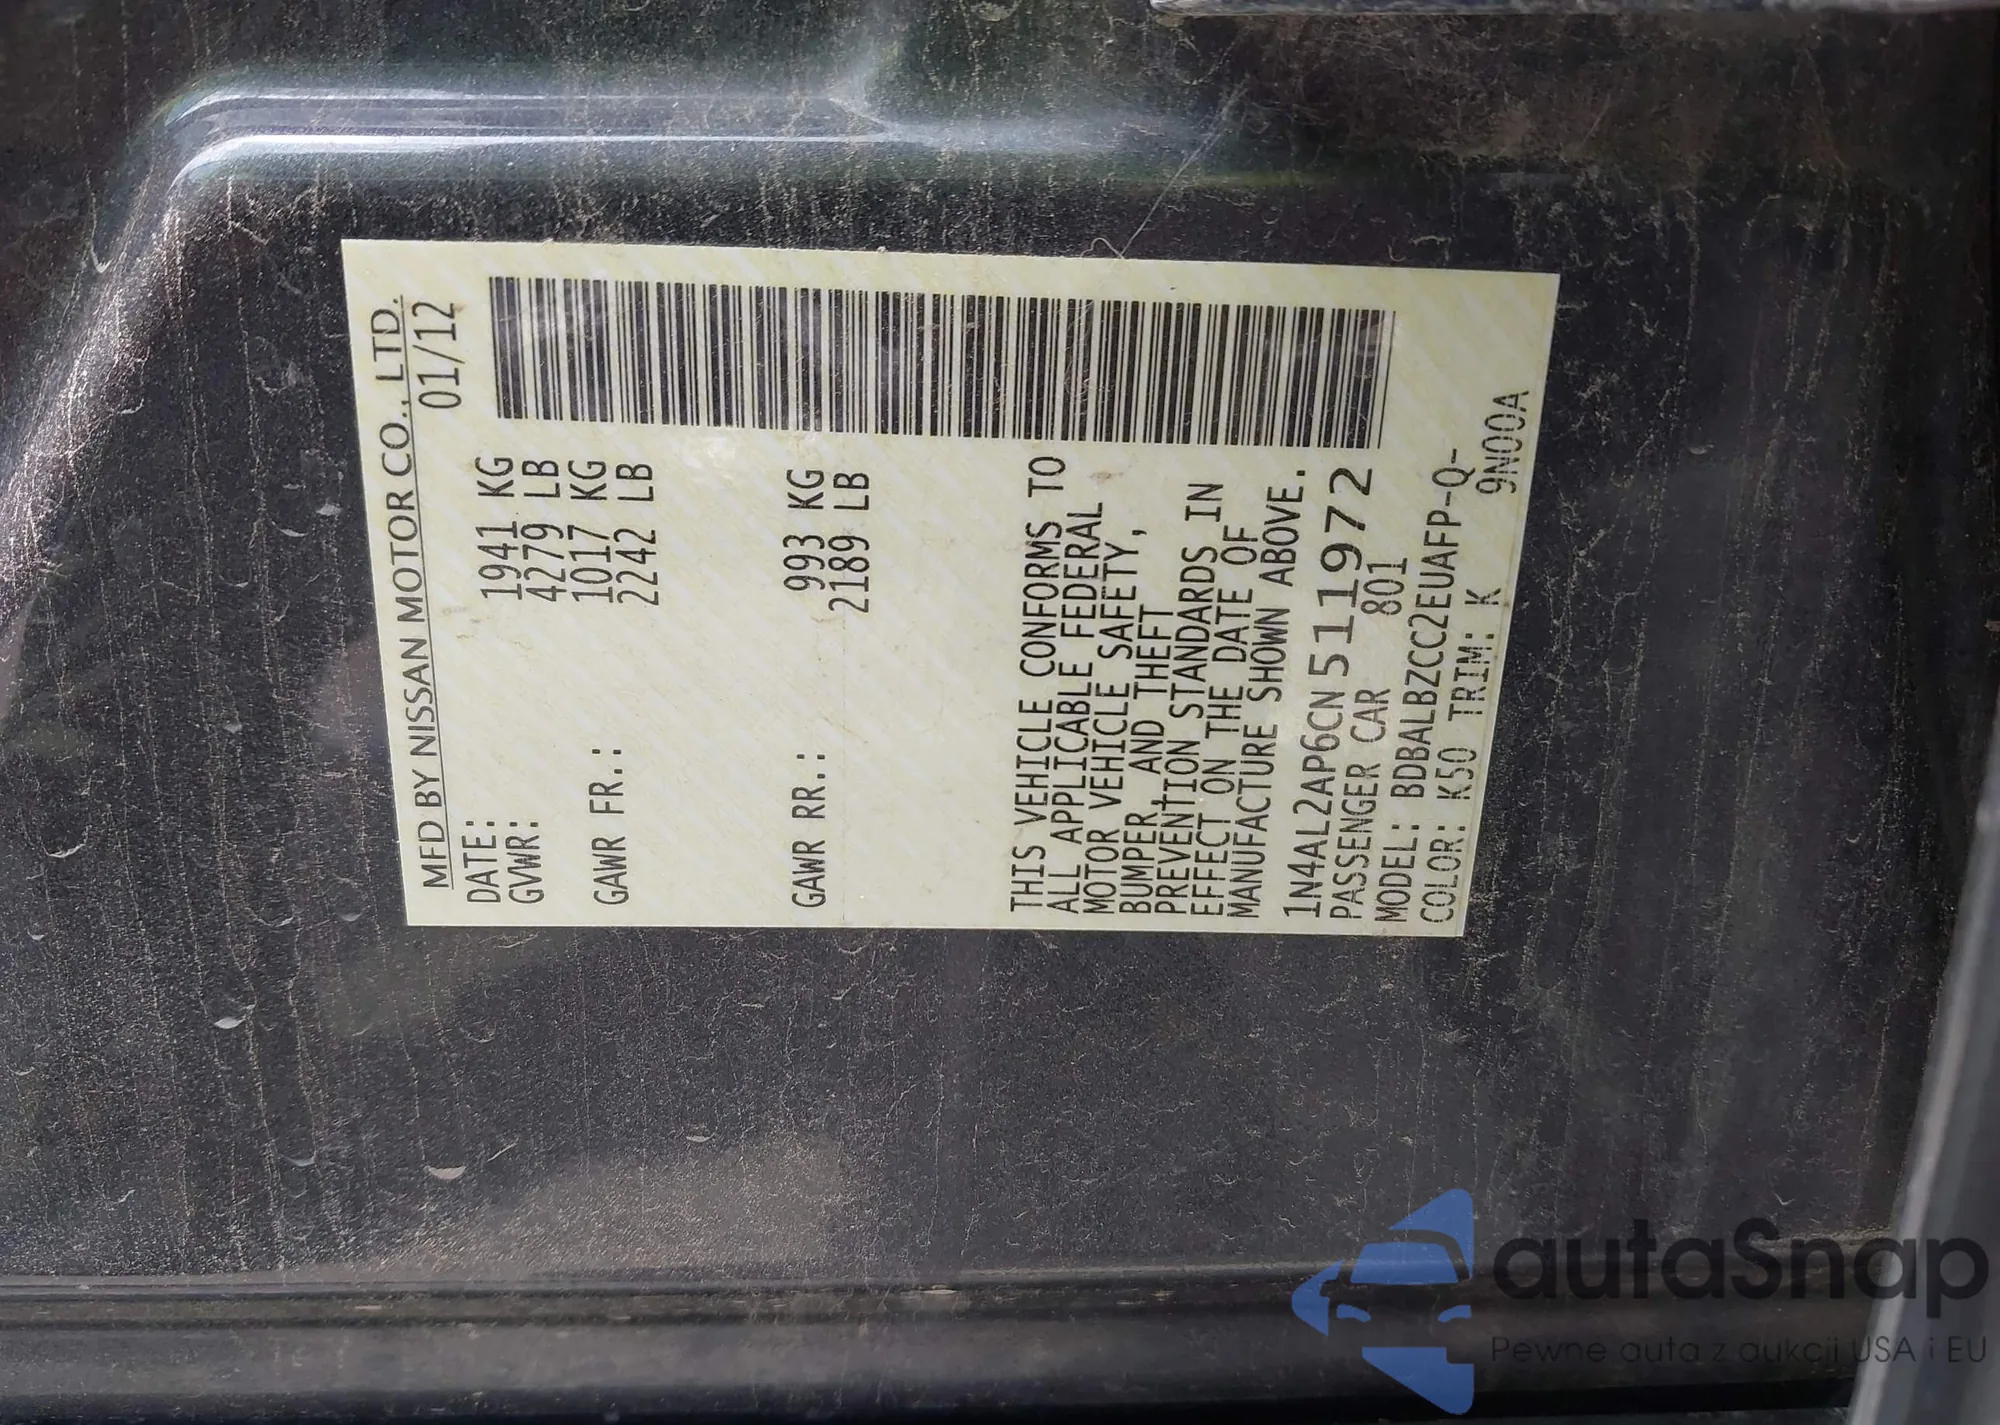 MFD BY NISSAN MOTOR CO., LTD.
DATE: 01/12
GVWR: 1941 KG
4279 LB
GAWR FR.: 1017 KG
2242 LB
GAWR RR.: 993 KG
2189 LB
THIS VEHICLE CONFORMS TO
ALL APPLICABLE FEDERAL
MOTOR VEHICLE SAFETY,
BUMPER, AND THEFT
PREVENTION STANDARDS IN
EFFECT ON THE DATE OF
MANUFACTURE SHOWN ABOVE.
1N4AL2AP6CN511972
PASSENGER CAR 801
MODEL: BDBALBZCC2EUAFP-Q-
COLOR: K50 TRIM: K 9N00A
autaSnap
Pewne auta z aukcji USA i EU